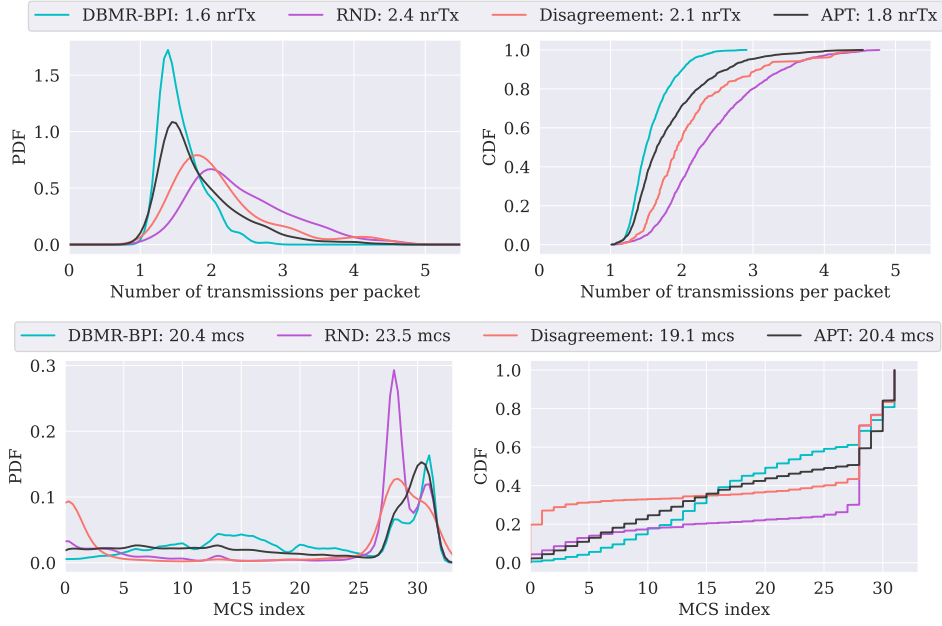 DBMR-BPI: 1.6 nrTx RND: 2.4 nrTx Disagreement: 2.1 nrTx APT: 1.8 nrTx
PDF
1.5
1.0
0.5
0.0
0 1 2 3 4 5
Number of transmissions per packet
CDF
1.0
0.8
0.6
0.4
0.2
0.0
0 1 2 3 4 5
Number of transmissions per packet
DBMR-BPI: 20.4 mcs RND: 23.5 mcs Disagreement: 19.1 mcs APT: 20.4 mcs
PDF
0.3
0.2
0.1
0.0
0 5 10 15 20 25 30
MCS index
CDF
1.0
0.8
0.6
0.4
0.2
0.0
0 5 10 15 20 25 30
MCS index